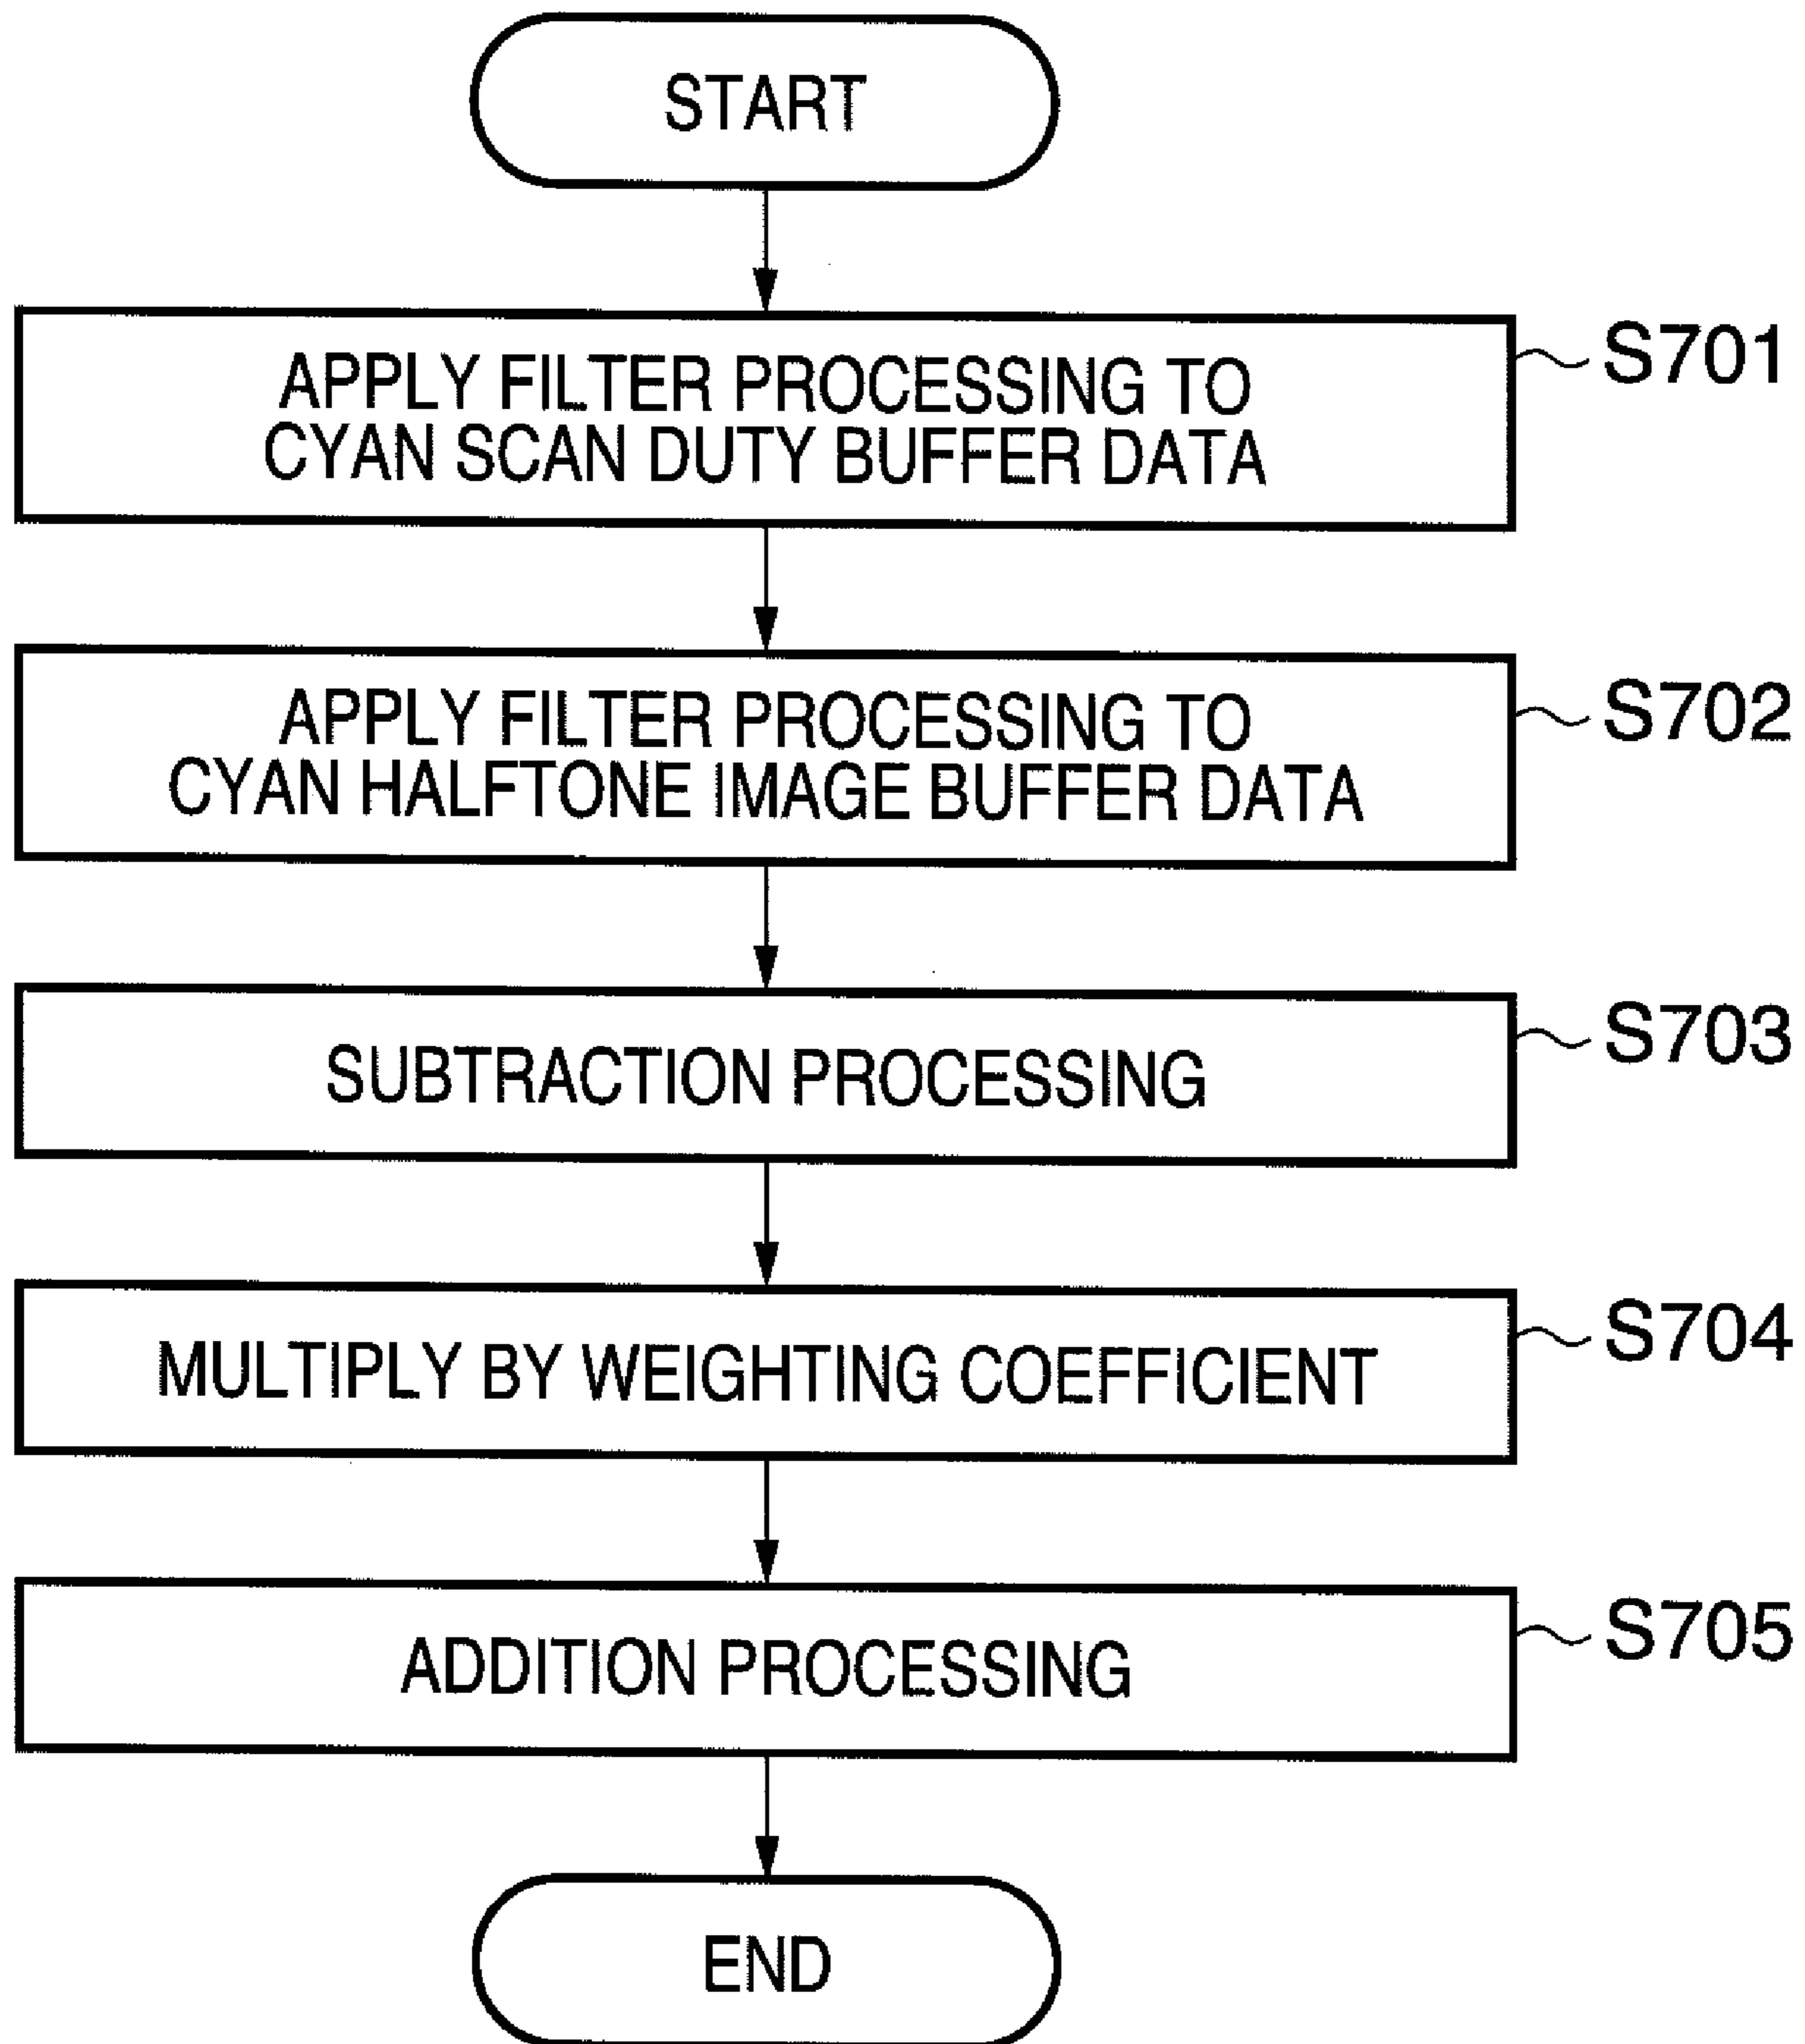 START
APPLY FILTER PROCESSING TO
CYAN SCAN DUTY BUFFER DATA
S701
APPLY FILTER PROCESSING TO
CYAN HALFTONE IMAGE BUFFER DATA
S702
SUBTRACTION PROCESSING
S703
MULTIPLY BY WEIGHTING COEFFICIENT
S704
ADDITION PROCESSING
S705
END